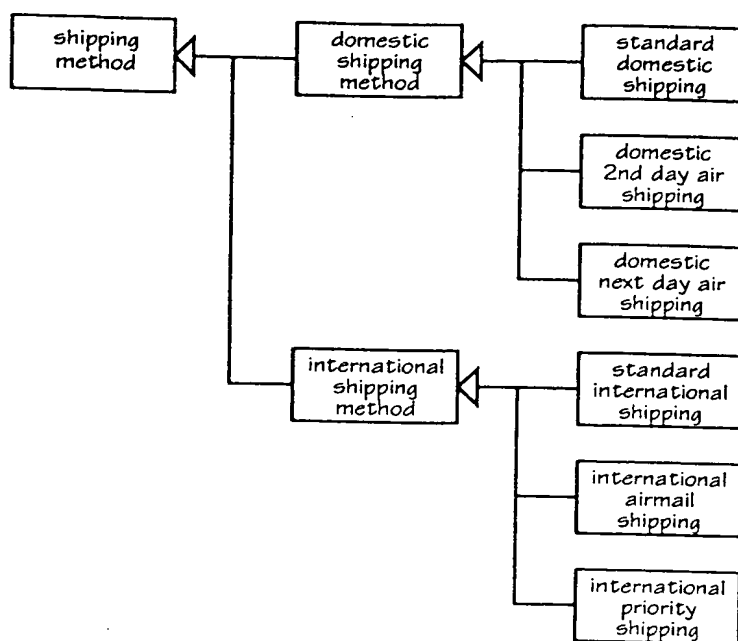 shipping
method
domestic
shipping
method
standard
domestic
shipping
domestic
2nd day air
shipping
domestic
next day air
shipping
international
shipping
method
standard
international
shipping
international
airmail
shipping
international
priority
shipping